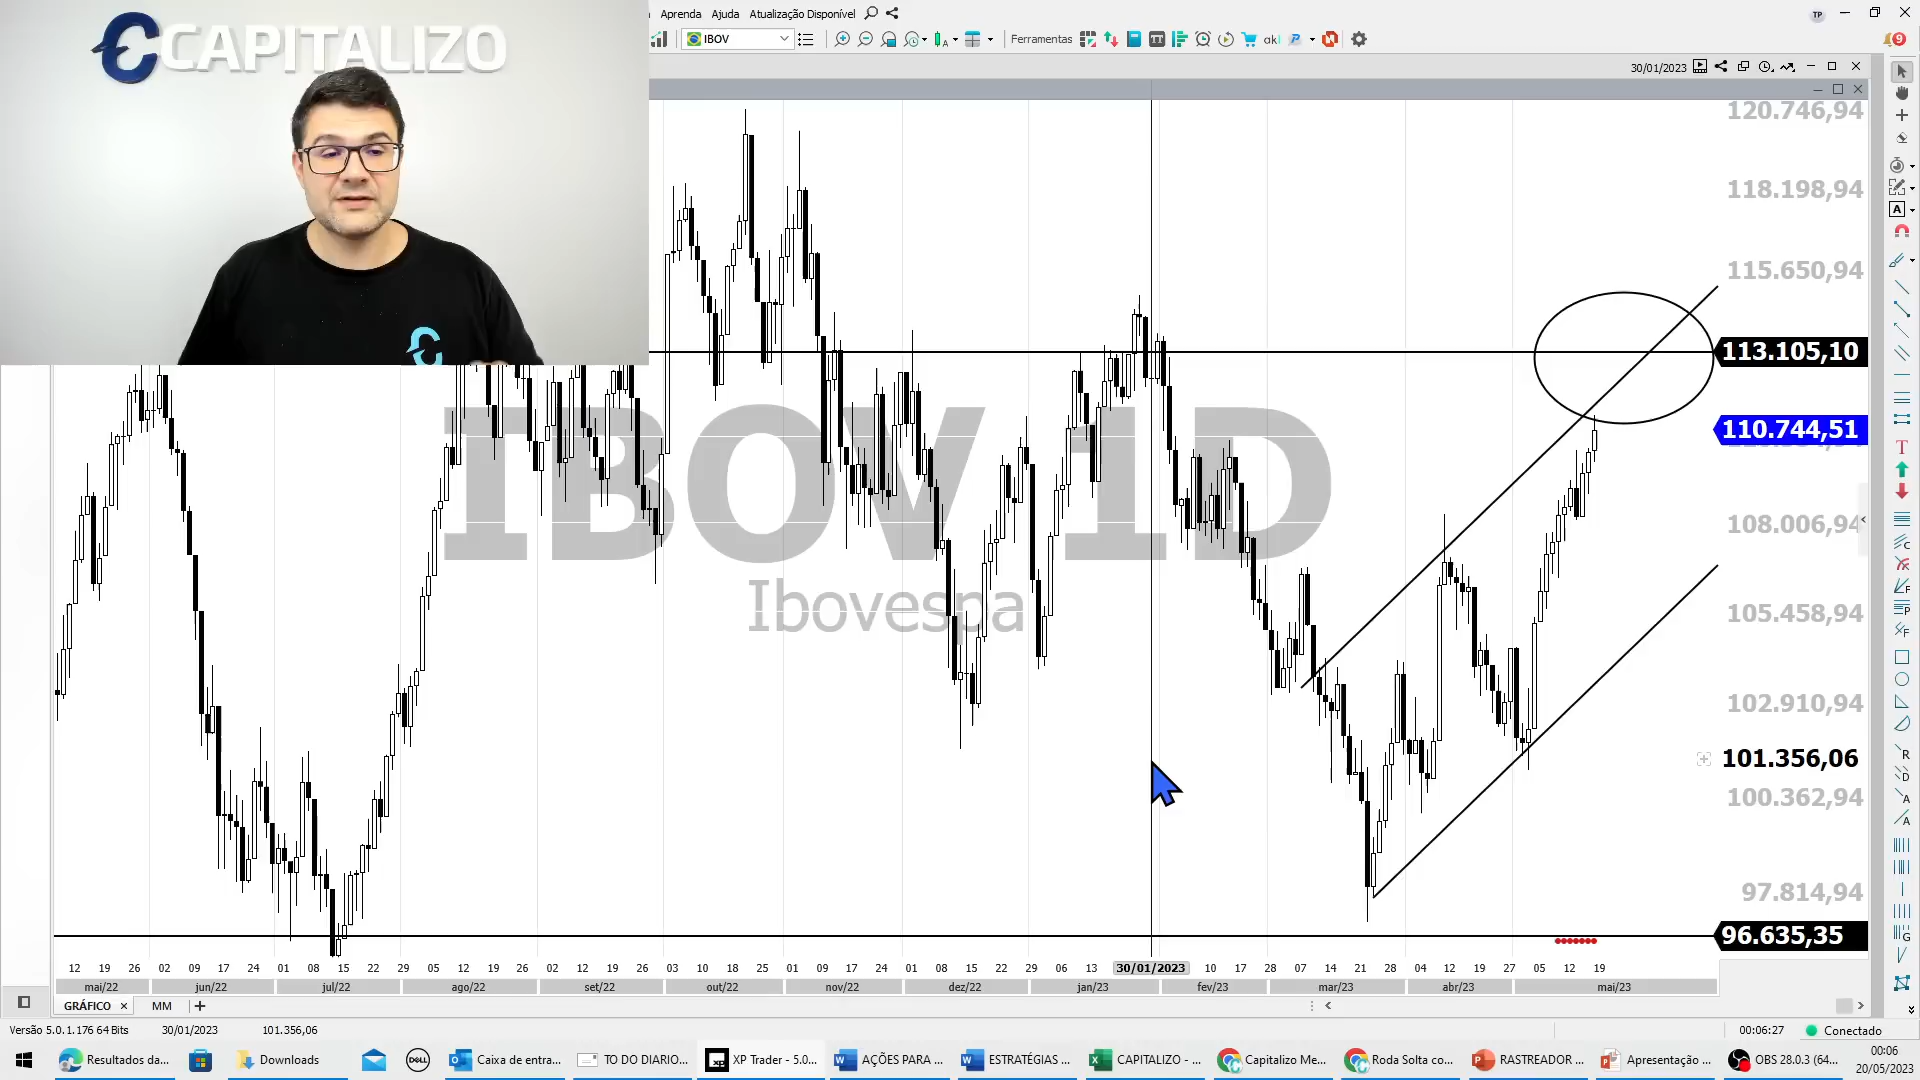 CAPITALIZO
Aprenda Ajuda Atualização Disponível
TP
IBOV
Ferramentas
9
30/01/2023
120.746,94
118.198,94
115.650,94
113.105,10
110.744,51
108.006,94
105.458,94
102.910,94
101.356,06
100.362,94
97.814,94
96.635,35
IBOV 1D
Ibovespa
12 19 26 02 09 17 24 01 08 15 22 29 05 12 19 26 02 12 19 26 03 10 18 25 01 09 17 24 01 08 15 22 29 06 13 30/01/2023 10 17 28 07 14 21 28 04 12 19 27 05 12 19
mai/22 jun/22 jul/22 ago/22 set/22 out/22 nov/22 dez/22 jan/23 fev/23 mar/23 abr/23 mai/23
GRÁFICO × MM +
Versão 5.0.1.176 64 Bits 30/01/2023 101.356,06 00:06:27 Conectado
Resultados da... Downloads DELL Caixa de entra... TO DO DIARIO... XP Trader - 5.0... AÇÕES PARA ... ESTRATÉGIAS ... CAPITALIZO - ... Capitalizo Me... Roda Solta co... RASTREADOR ... Apresentação ... OBS 28.0.3 (64... 00:06
20/05/2023